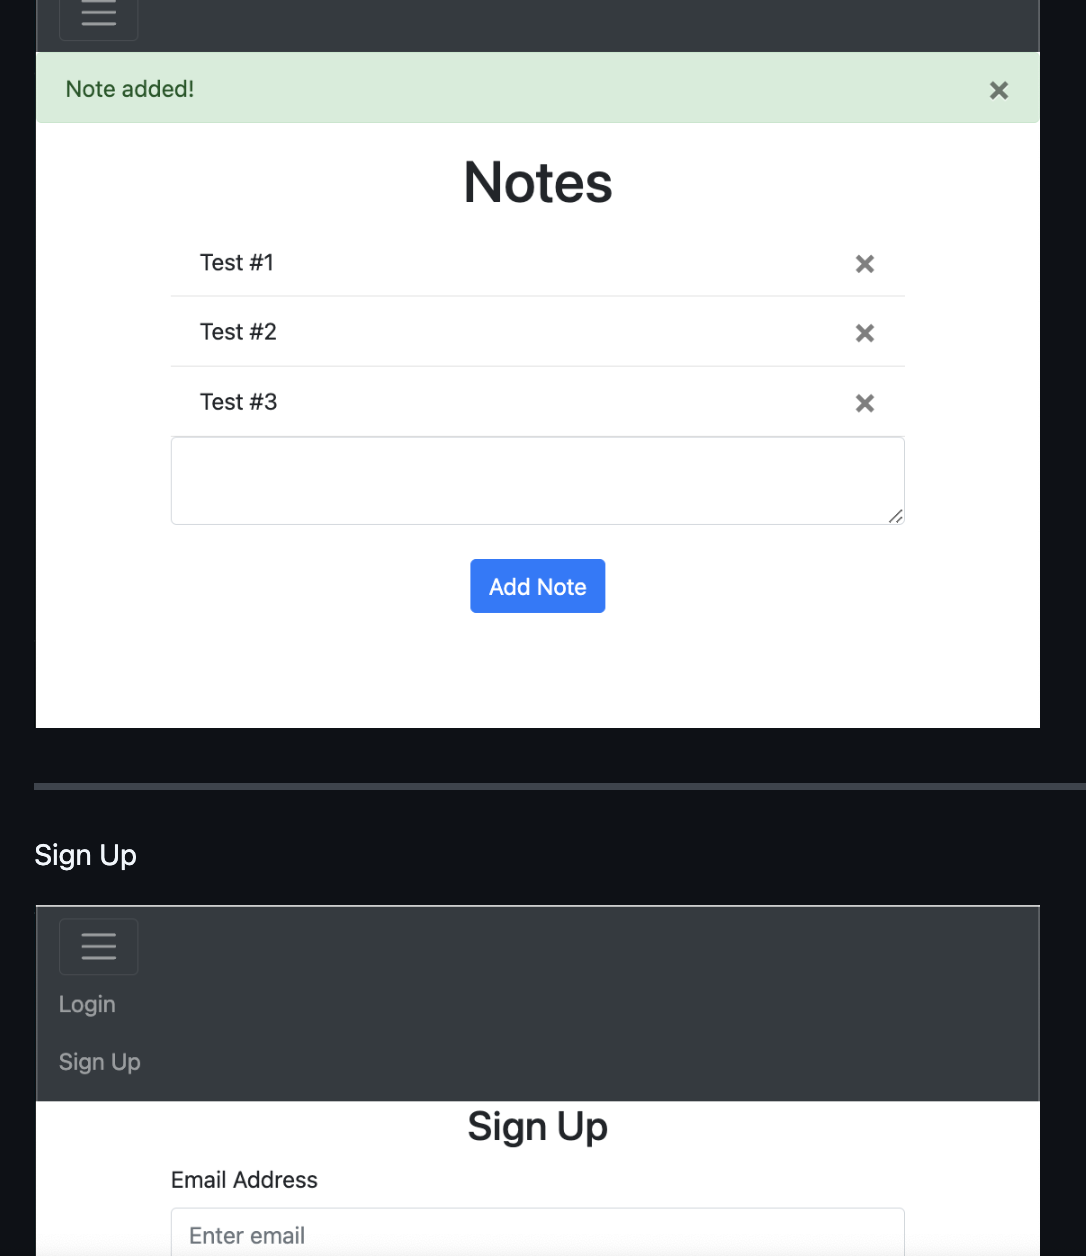 Note added!
Notes
Test #1
Test #2
Test #3
Add Note
Sign Up
Login
Sign Up
Sign Up
Email Address
Enter email